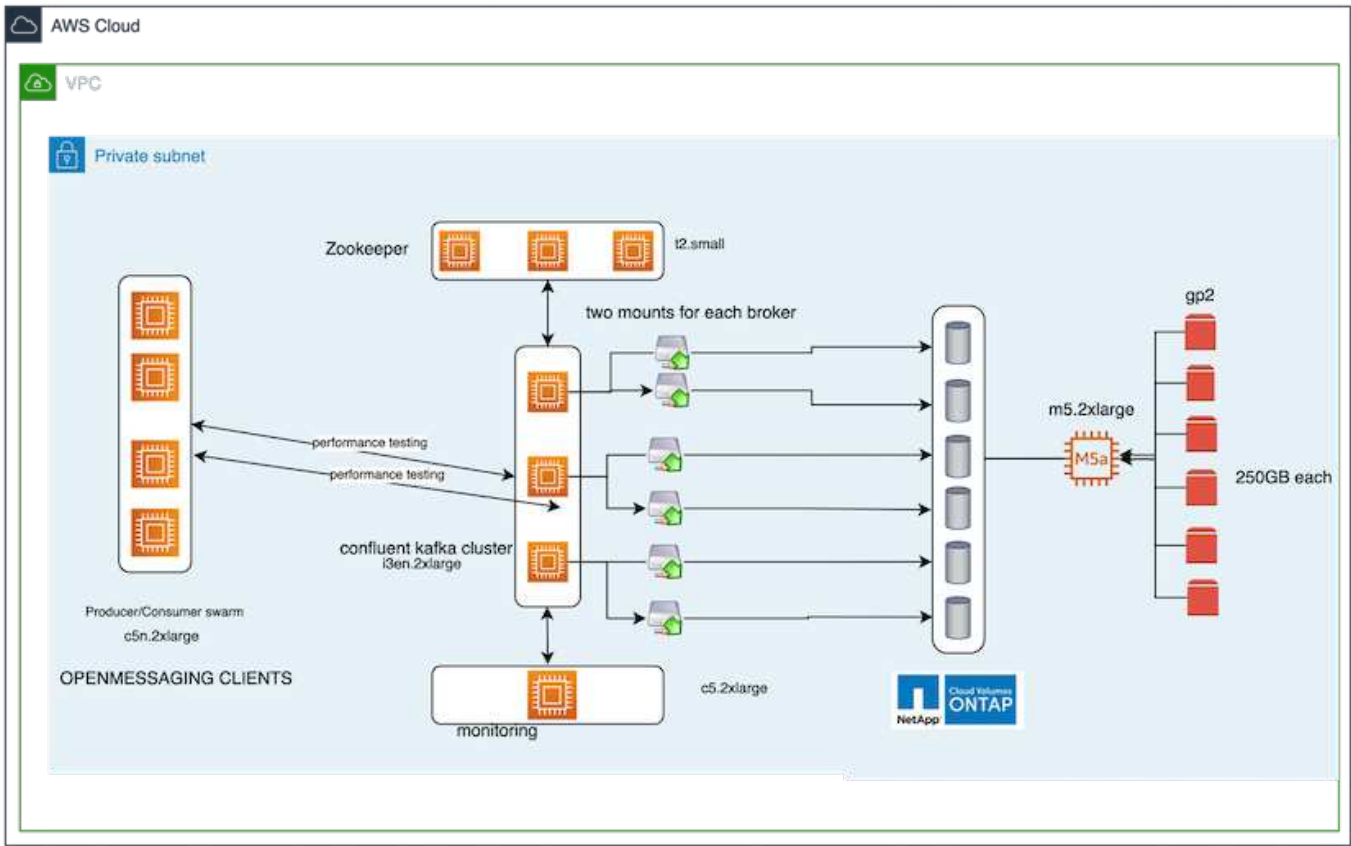 AWS Cloud
VPC
Private subnet
Zookeeper
t2.small
two mounts for each broker
gp2
m5.2xlarge
M5a
250GB each
performance testing
performance testing
confluent kafka cluster
i3en.2xlarge
Producer/Consumer swarm
c5n.2xlarge
OPENMESSAGING CLIENTS
c5.2xlarge
monitoring
NetApp
Cloud Volumes
ONTAP